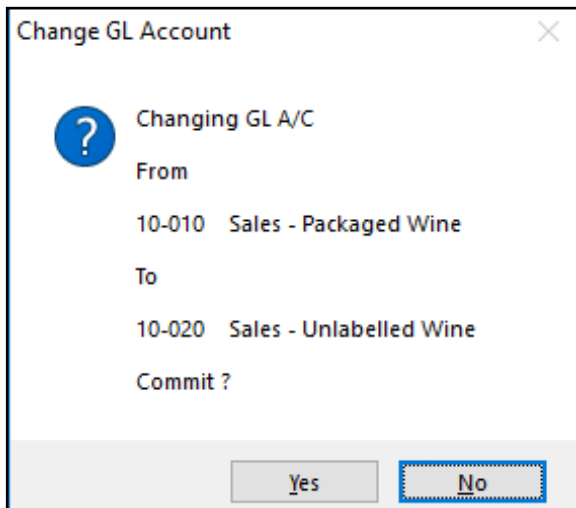 Change GL Account
?
Changing GL A/C
From
10-010 Sales - Packaged Wine
To
10-020 Sales - Unlabelled Wine
Commit ?
Yes No